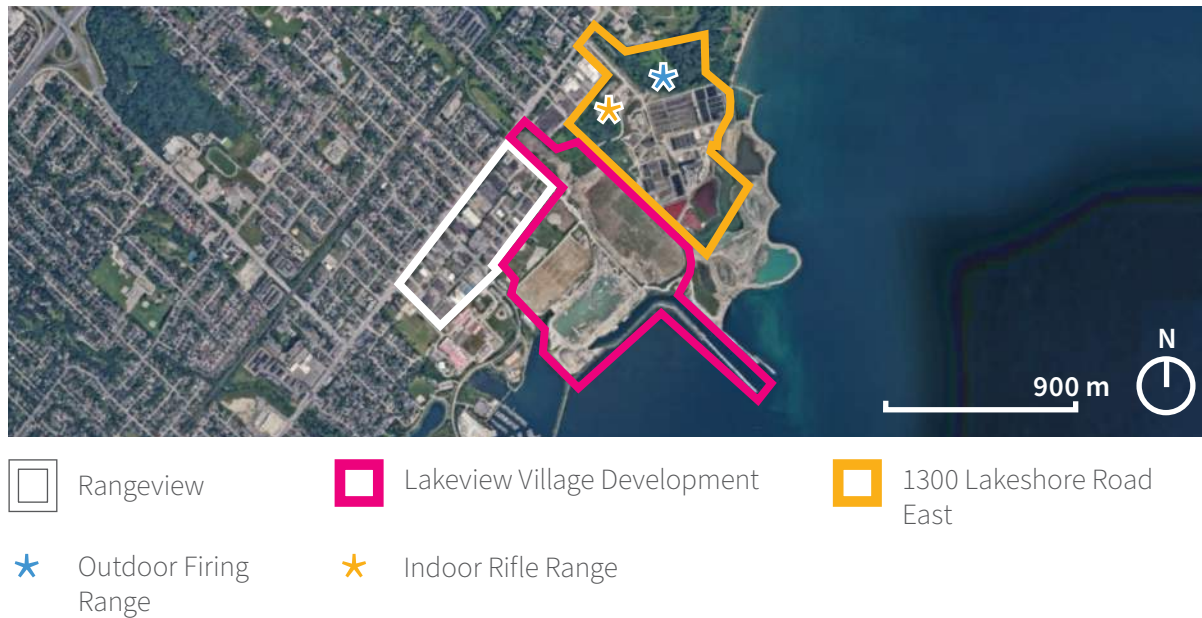 N
900 m
Rangeview
Lakeview Village Development
1300 Lakeshore Road
East
Outdoor Firing
Range
Indoor Rifle Range